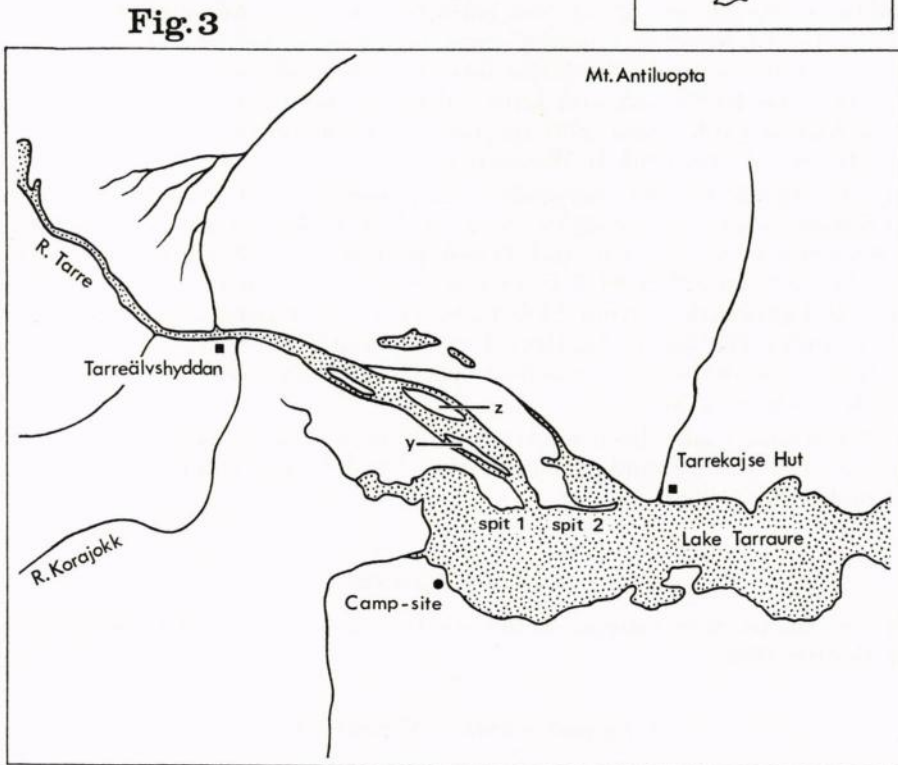 Fig. 3
Mt. Antiluopta
R. Tarre
Tarreälvshyddan
z
y
Tarrekajse Hut
spit 1 spit 2
Lake Tarraure
R. Korajokk
Camp-site